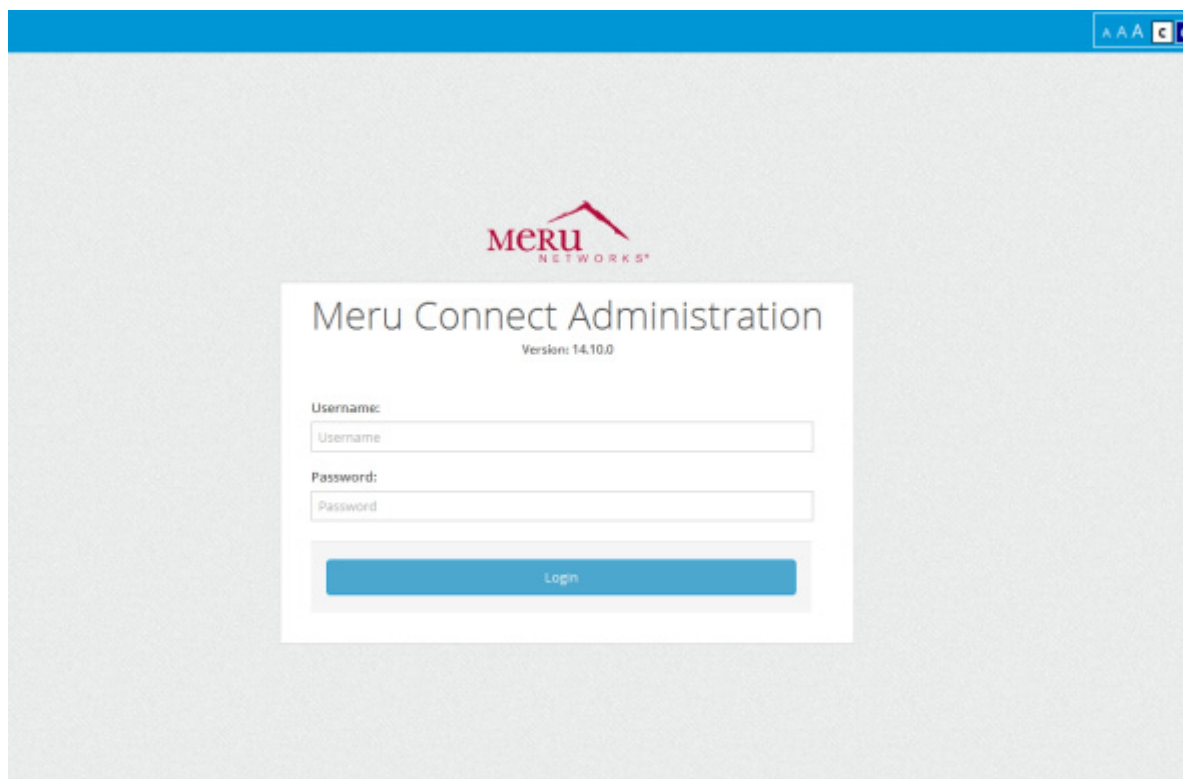 A A A C
MERU
NETWORKS®
Meru Connect Administration
Version: 14.10.0
Username:
Username
Password:
Password
Login